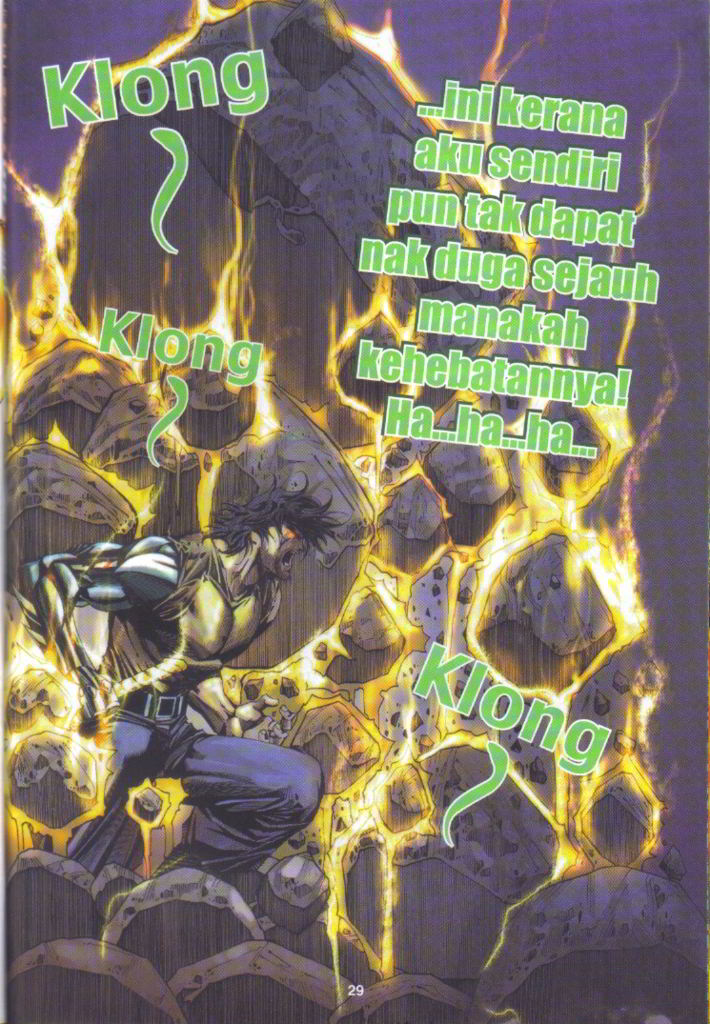 Klong
...ini kerana
aku sendiri
pun tak dapat
nak duga sejauh
manakah
kehebatannya!
Ha...ha...ha...
Klong
Klong
29